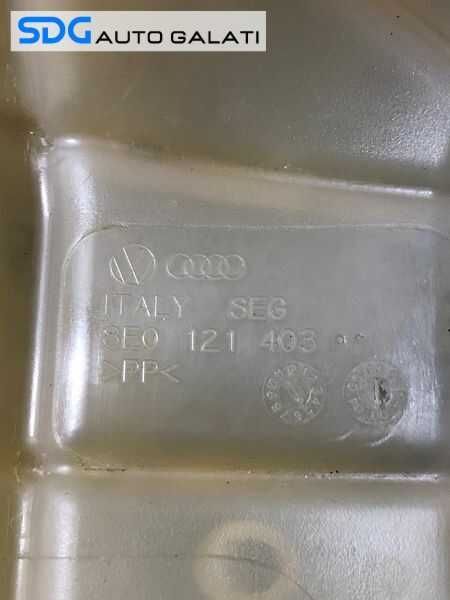 SDG AUTO GALATI
ITALY SEG
8E0 121 403
>PP<